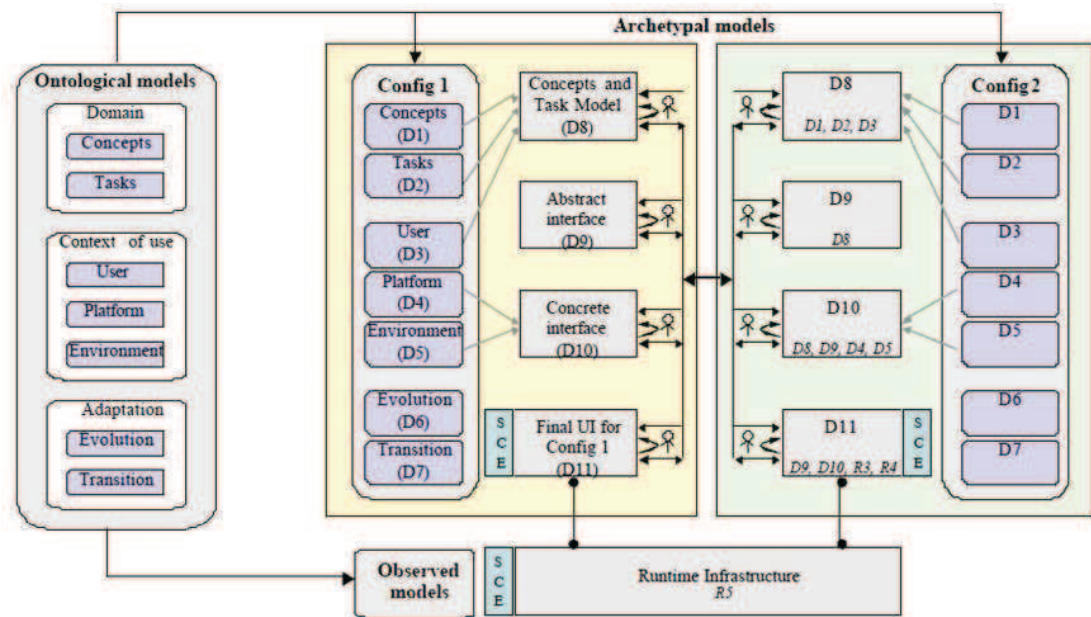 Archetypal models
Ontological models
Domain
Concepts
Tasks
Context of use
User
Platform
Environment
Adaptation
Evolution
Transition
Config 1
Concepts
(D1)
Tasks
(D2)
User
(D3)
Platform
(D4)
Environment
(D5)
Evolution
(D6)
Transition
(D7)
Concepts and
Task Model
(D8)
Abstract
interface
(D9)
Concrete
interface
(D10)
S
C
E
Final UI for
Config 1
(D11)
D8
D1, D2, D3
D9
D8
D10
D8, D9, D4, D5
D11
D9, D10, R3, R4
S
C
E
Config 2
D1
D2
D3
D4
D5
D6
D7
Observed
models
S
C
E
Runtime Infrastructure
R5